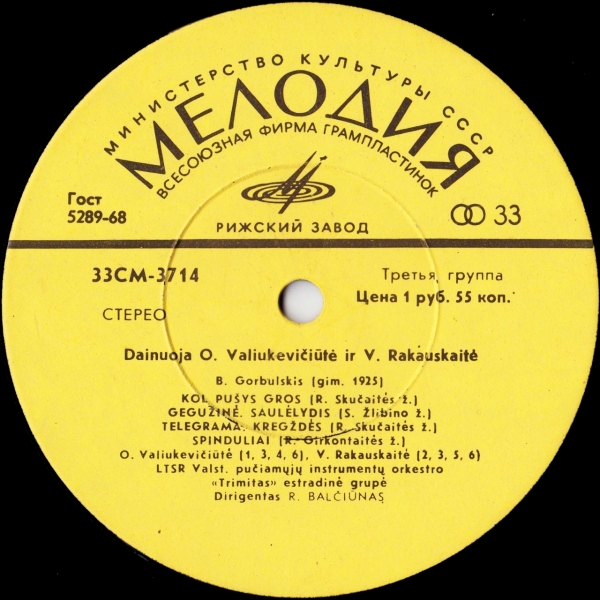 МИНИСТЕРСТВО КУЛЬТУРЫ СССР
МЕЛОДИЯ
ВСЕСОЮЗНАЯ ФИРМА ГРАМПЛАСТИНОК
Гост
5289-68
33
РИЖСКИЙ ЗАВОД
33СМ-3714
Третья группа
Цена 1 руб. 55 коп.
СТЕРЕО
Dainuoja O. Valiukevičiūtė ir V. Rakauskaitė
B. Gorbulskis (gim. 1925)
KOL PUŠYS GROS (R. Skučaitės ž.)
GEGUŽINĖ. SAULĖLYDIS (S. Žlibino ž.)
TELEGRAMA. KREGŽDĖS (R. Skučaitės ž.)
SPINDULIAI (R. Girkontaitės ž.)
O. Valiukevičiūtė (1, 3, 4, 6), V. Rakauskaitė (2, 3, 5, 6)
LTSR Valst. pučiamųjų instrumentų orkestro
«Trimitas» estradinė grupė
Dirigentas R. BALČIŪNAS